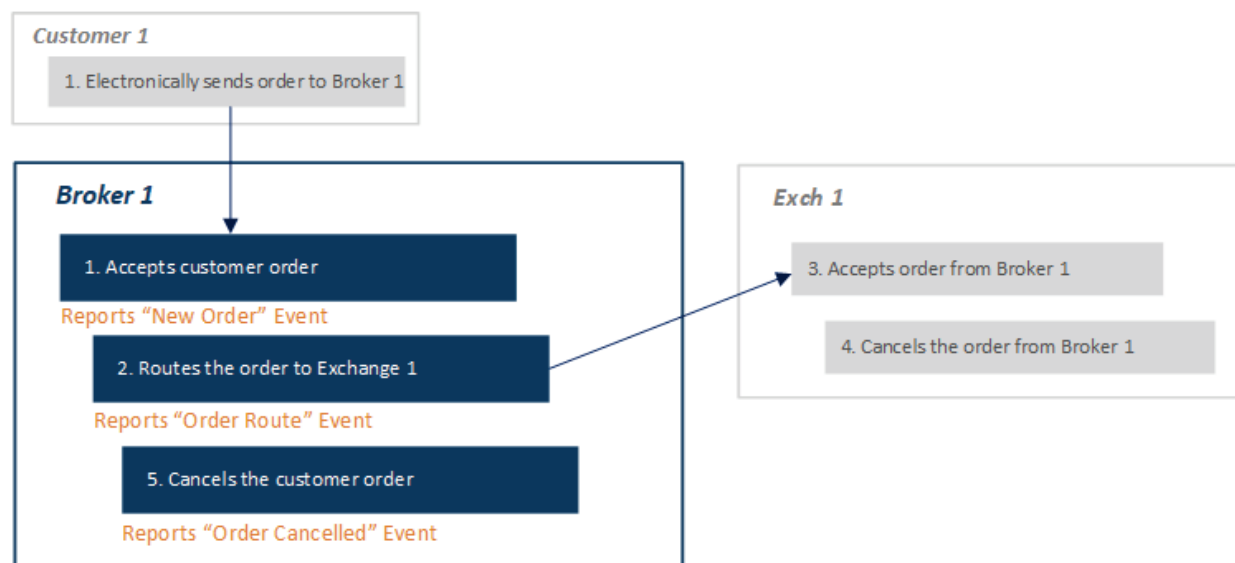 Customer 1
1. Electronically sends order to Broker 1
Broker 1
1. Accepts customer order
Reports “New Order” Event
2. Routes the order to Exchange 1
Reports “Order Route” Event
5. Cancels the customer order
Reports “Order Cancelled” Event
Exch 1
3. Accepts order from Broker 1
4. Cancels the order from Broker 1